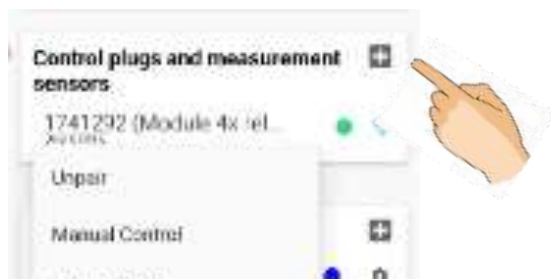 Control plugs and measurement
sensors
1741292 (Module 4x rel...
Unpair
Manual Control